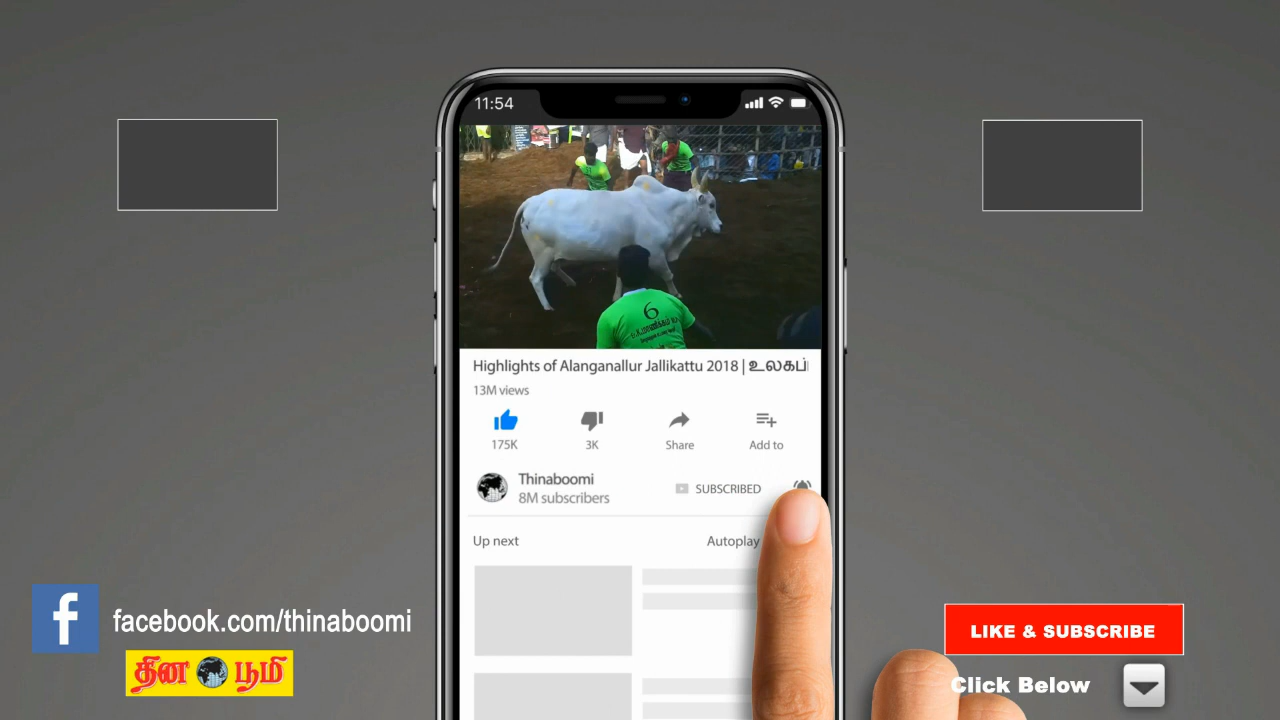 11:54
6
Highlights of Alanganallur Jallikattu 2018 | உலகப்
13M views
175K
3K
Share
Add to
Thinaboomi
8M subscribers
SUBSCRIBED
Up next
Autoplay
f facebook.com/thinaboomi
தின பூமி
LIKE & SUBSCRIBE
Click Below